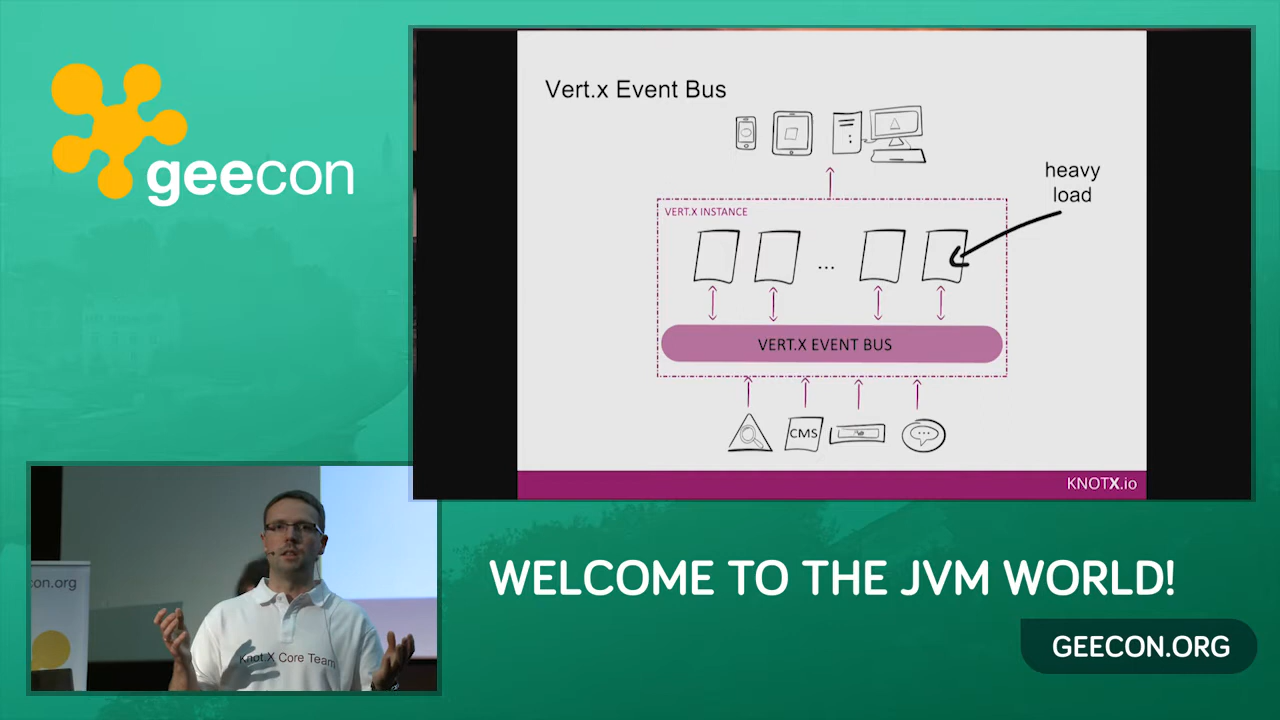 geecon
Vert.x Event Bus
heavy
load
VERT.X INSTANCE
...
VERT.X EVENT BUS
CMS
KNOTX.io
con.org
Knot.X Core Team
WELCOME TO THE JVM WORLD!
GEECON.ORG